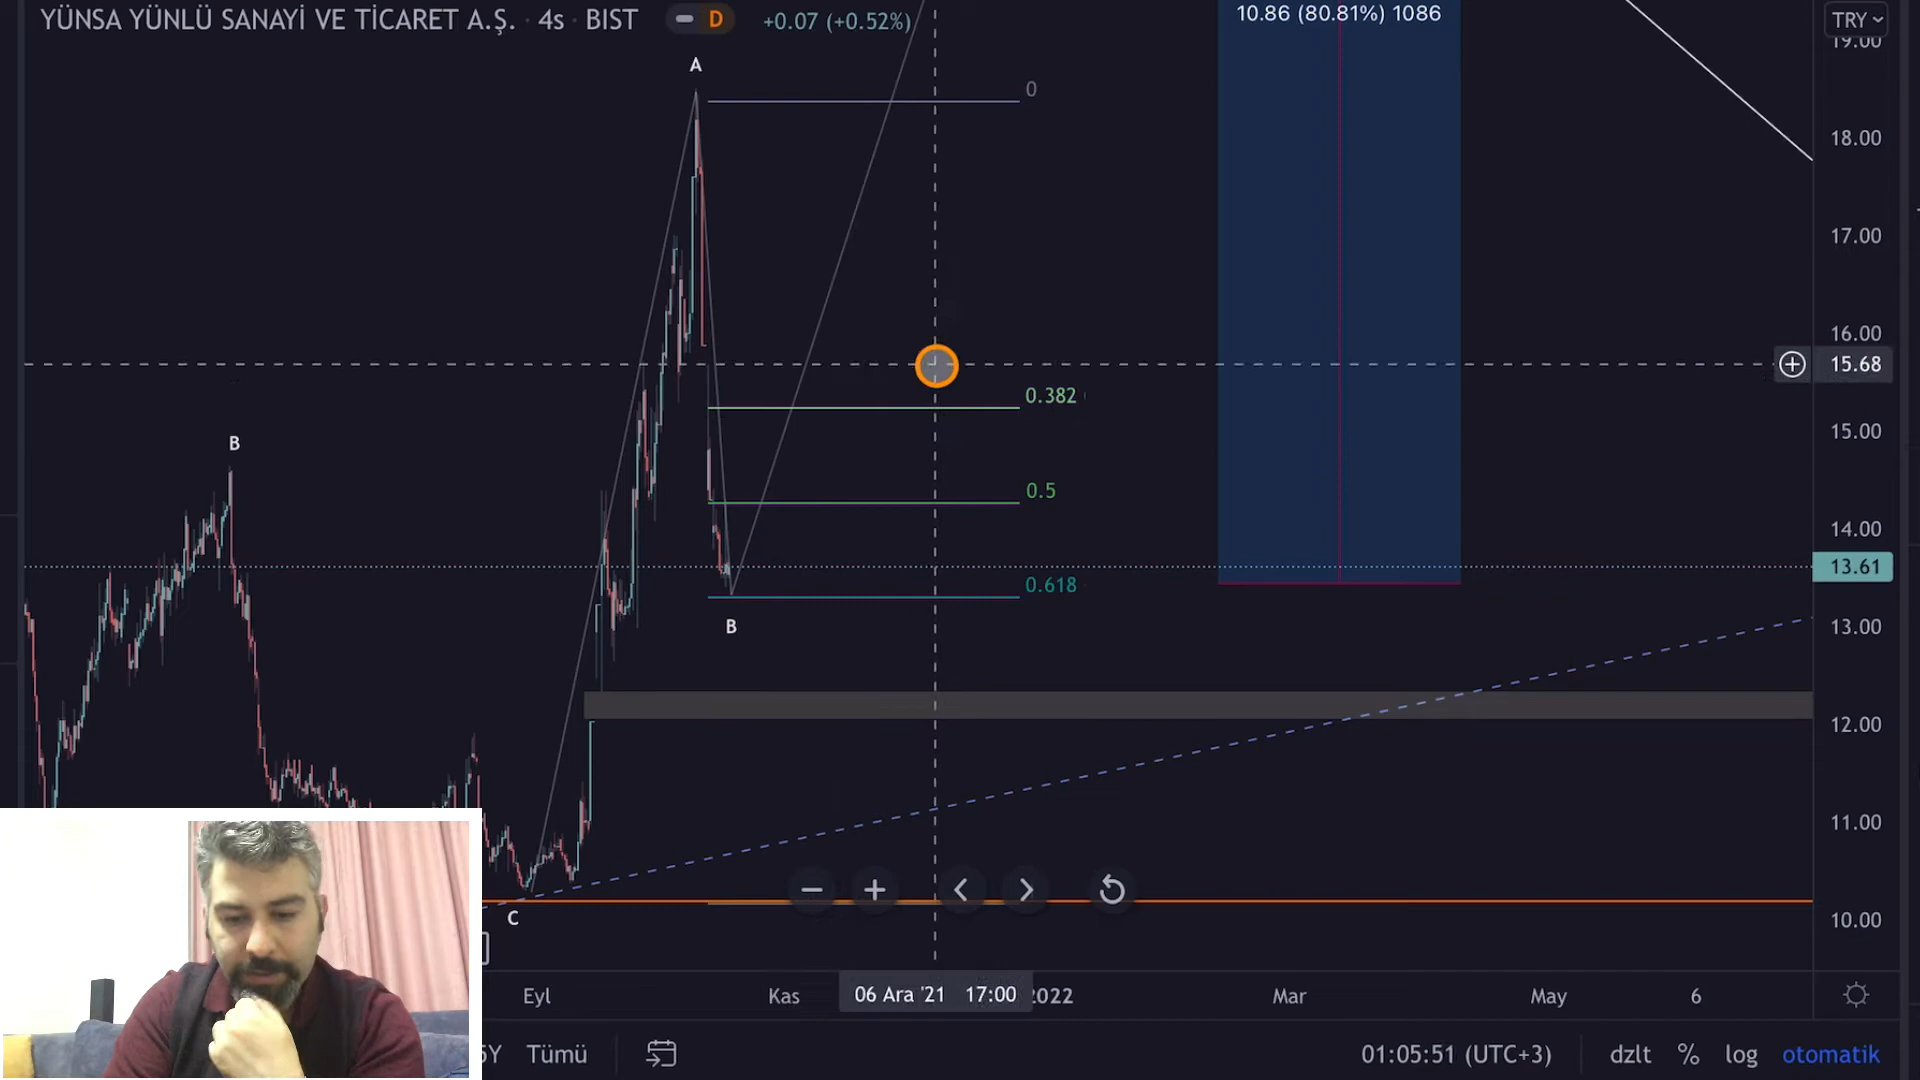 YÜNSA YÜNLÜ SANAYİ VE TİCARET A.Ş. · 4s · BIST D +0.07 (+0.52%)
10.86 (80.81%) 1086
TRY
19.00
A
0
18.00
17.00
16.00
15.68
0.382
15.00
B
0.5
14.00
13.61
0.618
13.00
B
12.00
11.00
C
10.00
Eyl Kas 06 Ara '21 17:00 2022 Mar May 6
5Y Tümü 01:05:51 (UTC+3) dzlt % log otomatik